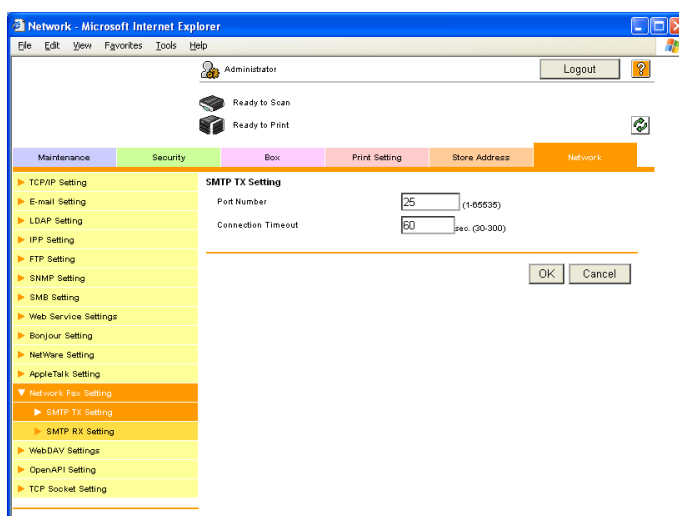 Network - Microsoft Internet Explorer
File Edit View Favorites Tools Help
Administrator
Logout
?
Ready to Scan
Ready to Print
Maintenance Security Box Print Setting Store Address Network
TCP/IP Setting
E-mail Setting
LDAP Setting
IPP Setting
FTP Setting
SNMP Setting
SMB Setting
Web Service Settings
Bonjour Setting
NetWare Setting
AppleTalk Setting
Network Fax Setting
SMTP TX Setting
SMTP RX Setting
WebDAV Settings
OpenAPI Setting
TCP Socket Setting
SMTP TX Setting
Port Number 25 (1-65535)
Connection Timeout 60 sec. (30-300)
OK Cancel